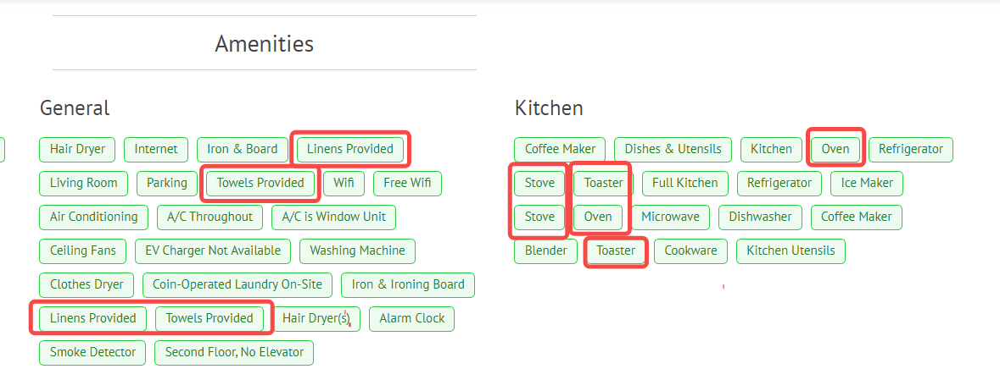 Amenities
General
Hair Dryer Internet Iron & Board Linens Provided
Living Room Parking Towels Provided Wifi Free Wifi
Air Conditioning A/C Throughout A/C is Window Unit
Ceiling Fans EV Charger Not Available Washing Machine
Clothes Dryer Coin-Operated Laundry On-Site Iron & Ironing Board
Linens Provided Towels Provided Hair Dryer(s) Alarm Clock
Smoke Detector Second Floor, No Elevator
Kitchen
Coffee Maker Dishes & Utensils Kitchen Oven Refrigerator
Stove Toaster Full Kitchen Refrigerator Ice Maker
Stove Oven Microwave Dishwasher Coffee Maker
Blender Toaster Cookware Kitchen Utensils